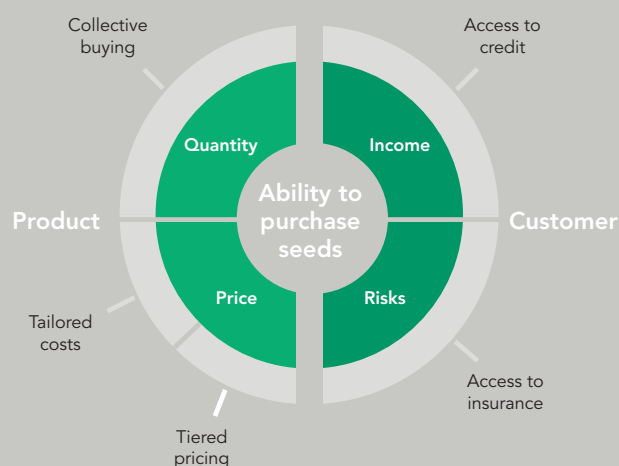 Collective
buying
Access to
credit
Quantity
Income
Product
Ability to
purchase
seeds
Customer
Price
Risks
Tailored
costs
Access to
insurance
Tiered
pricing